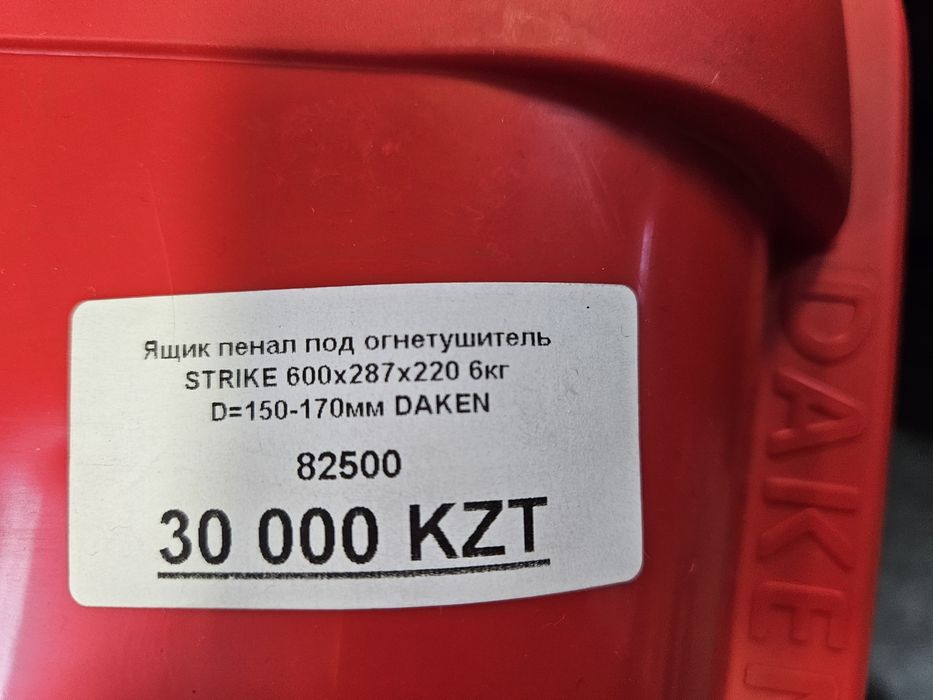 Ящик пенал под огнетушитель
STRIKE 600x287x220 6кг
D=150-170мм DAKEN
82500
30 000 KZT
DAKEN